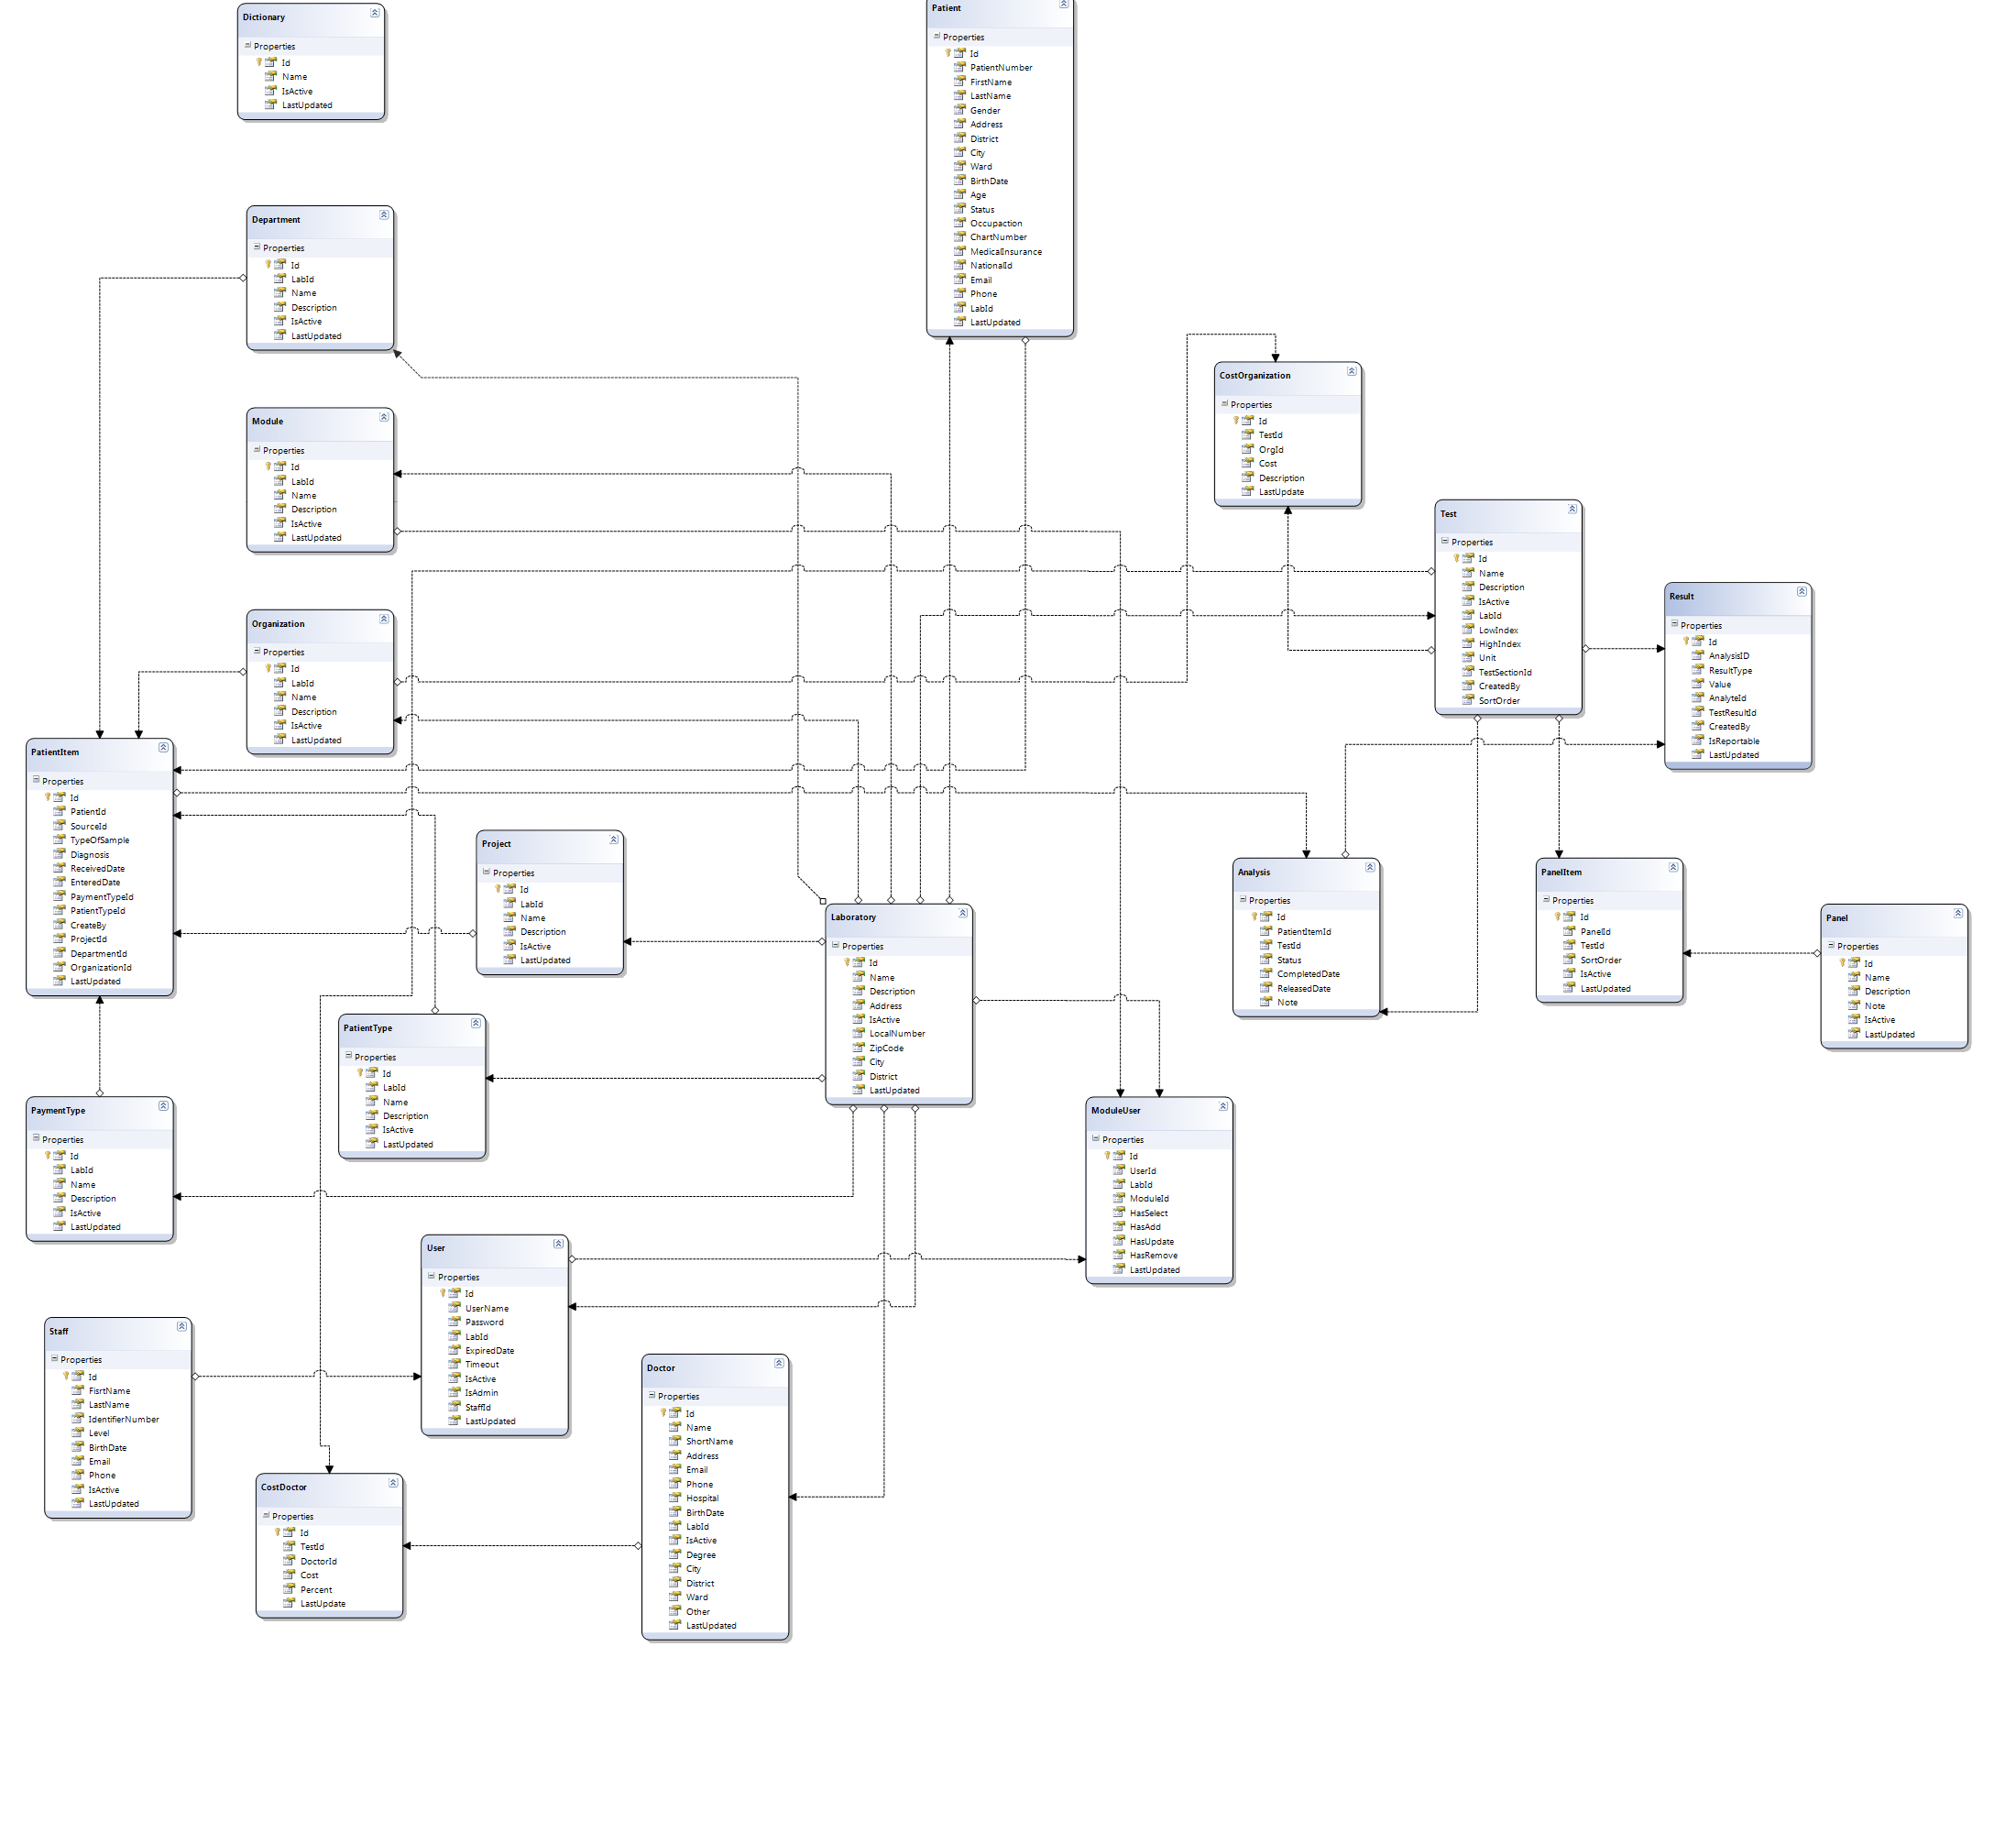 Dictionary
Properties
Id
Name
IsActive
LastUpdated
Patient
Properties
Id
PatientNumber
FirstName
LastName
Gender
Address
District
City
Ward
BirthDate
Age
Status
Occupaction
ChartNumber
MedicalInsurance
NationalId
Email
Phone
LabId
LastUpdated
Department
Properties
Id
LabId
Name
Description
IsActive
LastUpdated
CostOrganization
Properties
Id
TestId
OrgId
Cost
Description
LastUpdate
Module
Properties
Id
LabId
Name
Description
IsActive
LastUpdated
Test
Properties
Id
Name
Description
IsActive
LabId
LowIndex
HighIndex
Unit
TestSectionId
CreatedBy
SortOrder
Result
Properties
Id
AnalysisID
ResultType
Value
AnalyteId
TestResultId
CreatedBy
IsReportable
LastUpdated
Organization
Properties
Id
LabId
Name
Description
IsActive
LastUpdated
PatientItem
Properties
Id
PatientId
SourceId
TypeOfSample
Diagnosis
ReceivedDate
EnteredDate
PaymentTypeId
PatientTypeId
CreateBy
ProjectId
DepartmentId
OrganizationId
LastUpdated
Project
Properties
Id
LabId
Name
Description
IsActive
LastUpdated
Laboratory
Properties
Id
Name
Description
Address
IsActive
LocalNumber
ZipCode
City
District
LastUpdated
Analysis
Properties
Id
PatientItemId
TestId
Status
CompletedDate
ReleasedDate
Note
PanelItem
Properties
Id
PanelId
TestId
SortOrder
IsActive
LastUpdated
Panel
Properties
Id
Name
Description
Note
IsActive
LastUpdated
PatientType
Properties
Id
LabId
Name
Description
IsActive
LastUpdated
PaymentType
Properties
Id
LabId
Name
Description
IsActive
LastUpdated
ModuleUser
Properties
Id
UserId
LabId
ModuleId
HasSelect
HasAdd
HasUpdate
HasRemove
LastUpdated
User
Properties
Id
UserName
Password
LabId
ExpiredDate
Timeout
IsActive
IsAdmin
StaffId
LastUpdated
Staff
Properties
Id
FisrtName
LastName
IdentifierNumber
Level
BirthDate
Email
Phone
IsActive
LastUpdated
Doctor
Properties
Id
Name
ShortName
Address
Email
Phone
Hospital
BirthDate
LabId
IsActive
Degree
City
District
Ward
Other
LastUpdated
CostDoctor
Properties
Id
TestId
DoctorId
Cost
Percent
LastUpdate